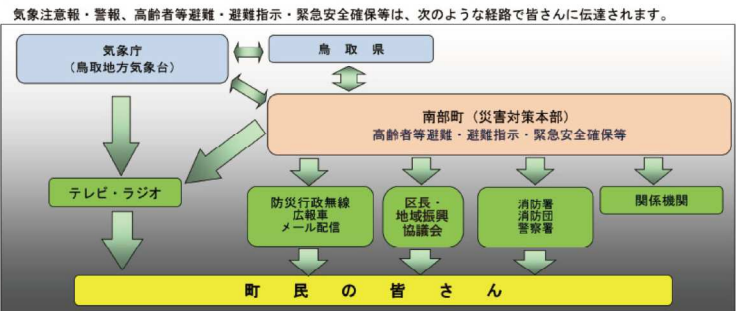 気象注意報・警報、高齢者等避難・避難指示・緊急安全確保等は、次のような経路で皆さんに伝達されます。
気象庁
（鳥取地方気象台）
鳥取県
南部町（災害対策本部）
高齢者等避難・避難指示・緊急安全確保等
テレビ・ラジオ
防災行政無線
広報車
メール配信
区長・
地域振興
協議会
消防署
消防団
警察署
関係機関
町民の皆さん